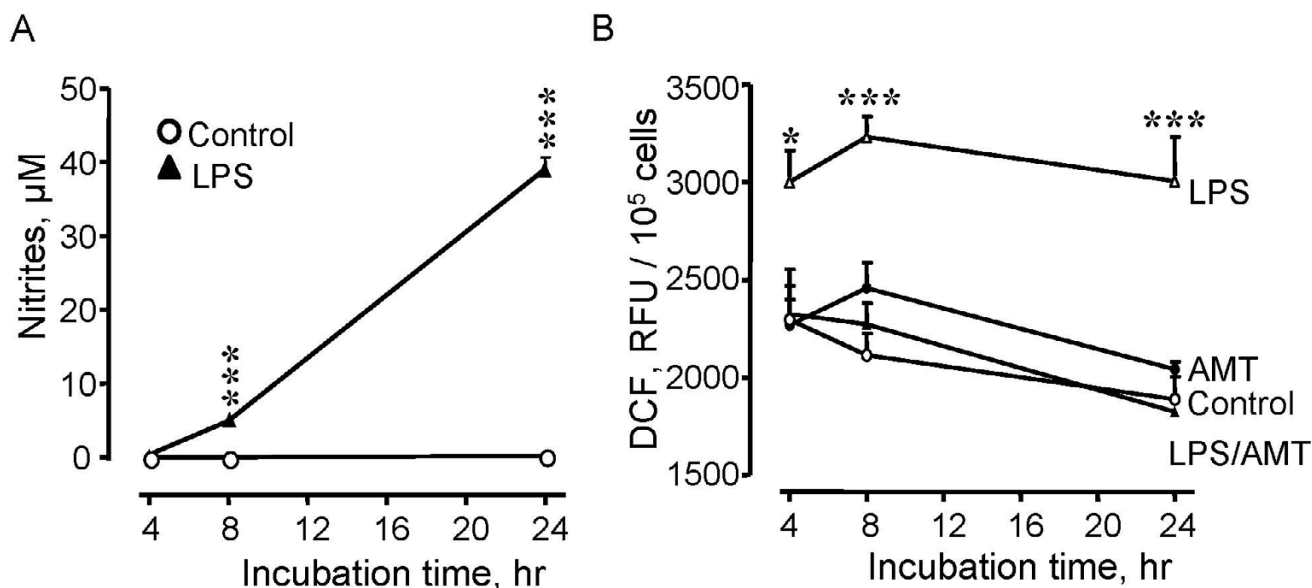 A
Nitrites, µM
50
40
30
20
10
0
Control
LPS
***
***
4 8 12 16 20 24
Incubation time, hr
B
DCF, RFU / 10⁵ cells
3500
3000
2500
2000
1500
*
***
***
LPS
AMT
Control
LPS/AMT
4 8 12 16 20 24
Incubation time, hr